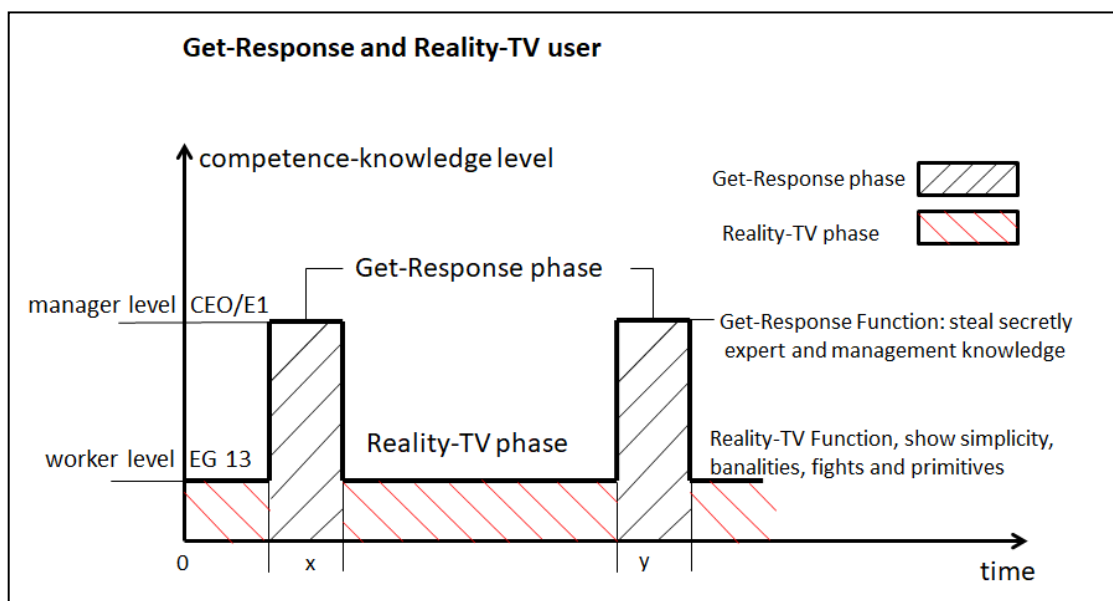 Get-Response and Reality-TV user
competence-knowledge level
Get-Response phase
Reality-TV phase
Get-Response phase
manager level CEO/E1
Get-Response Function: steal secretly
expert and management knowledge
Reality-TV phase
worker level EG 13
Reality-TV Function, show simplicity,
banalities, fights and primitives
0
x
y
time